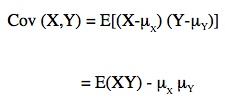 Cov (X,Y) = E[(X-μₓ) (Y-μY)]
= E(XY) - μₓ μY